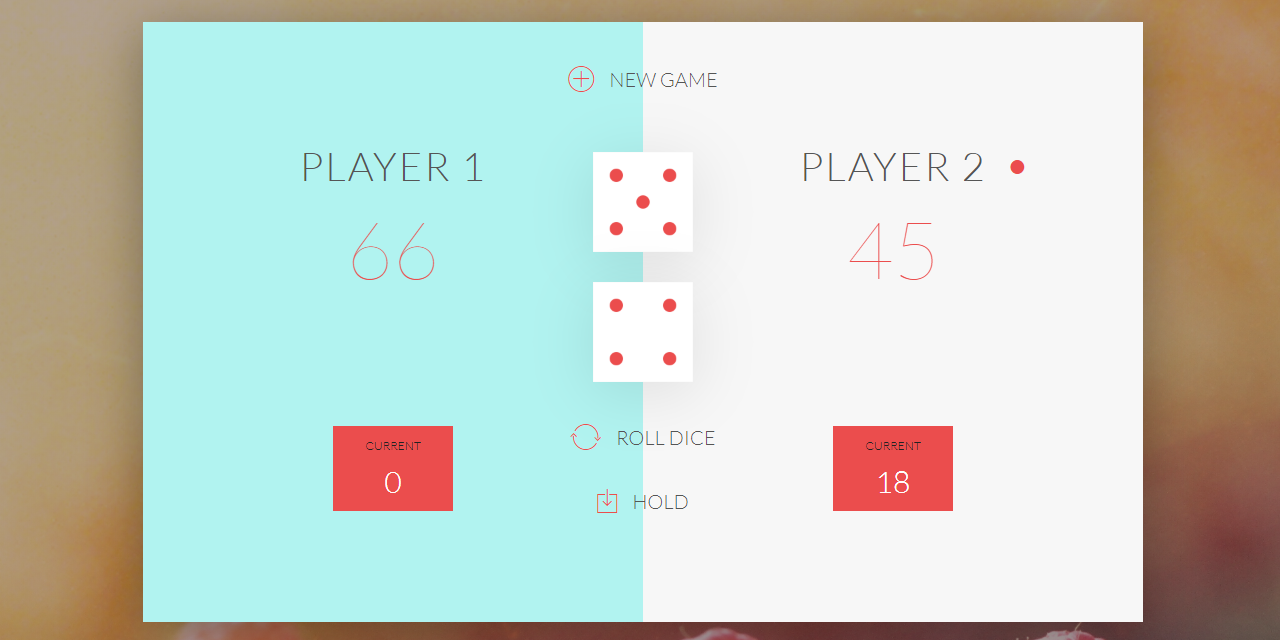 NEW GAME
PLAYER 1
66
CURRENT
0
PLAYER 2
45
CURRENT
18
ROLL DICE
HOLD